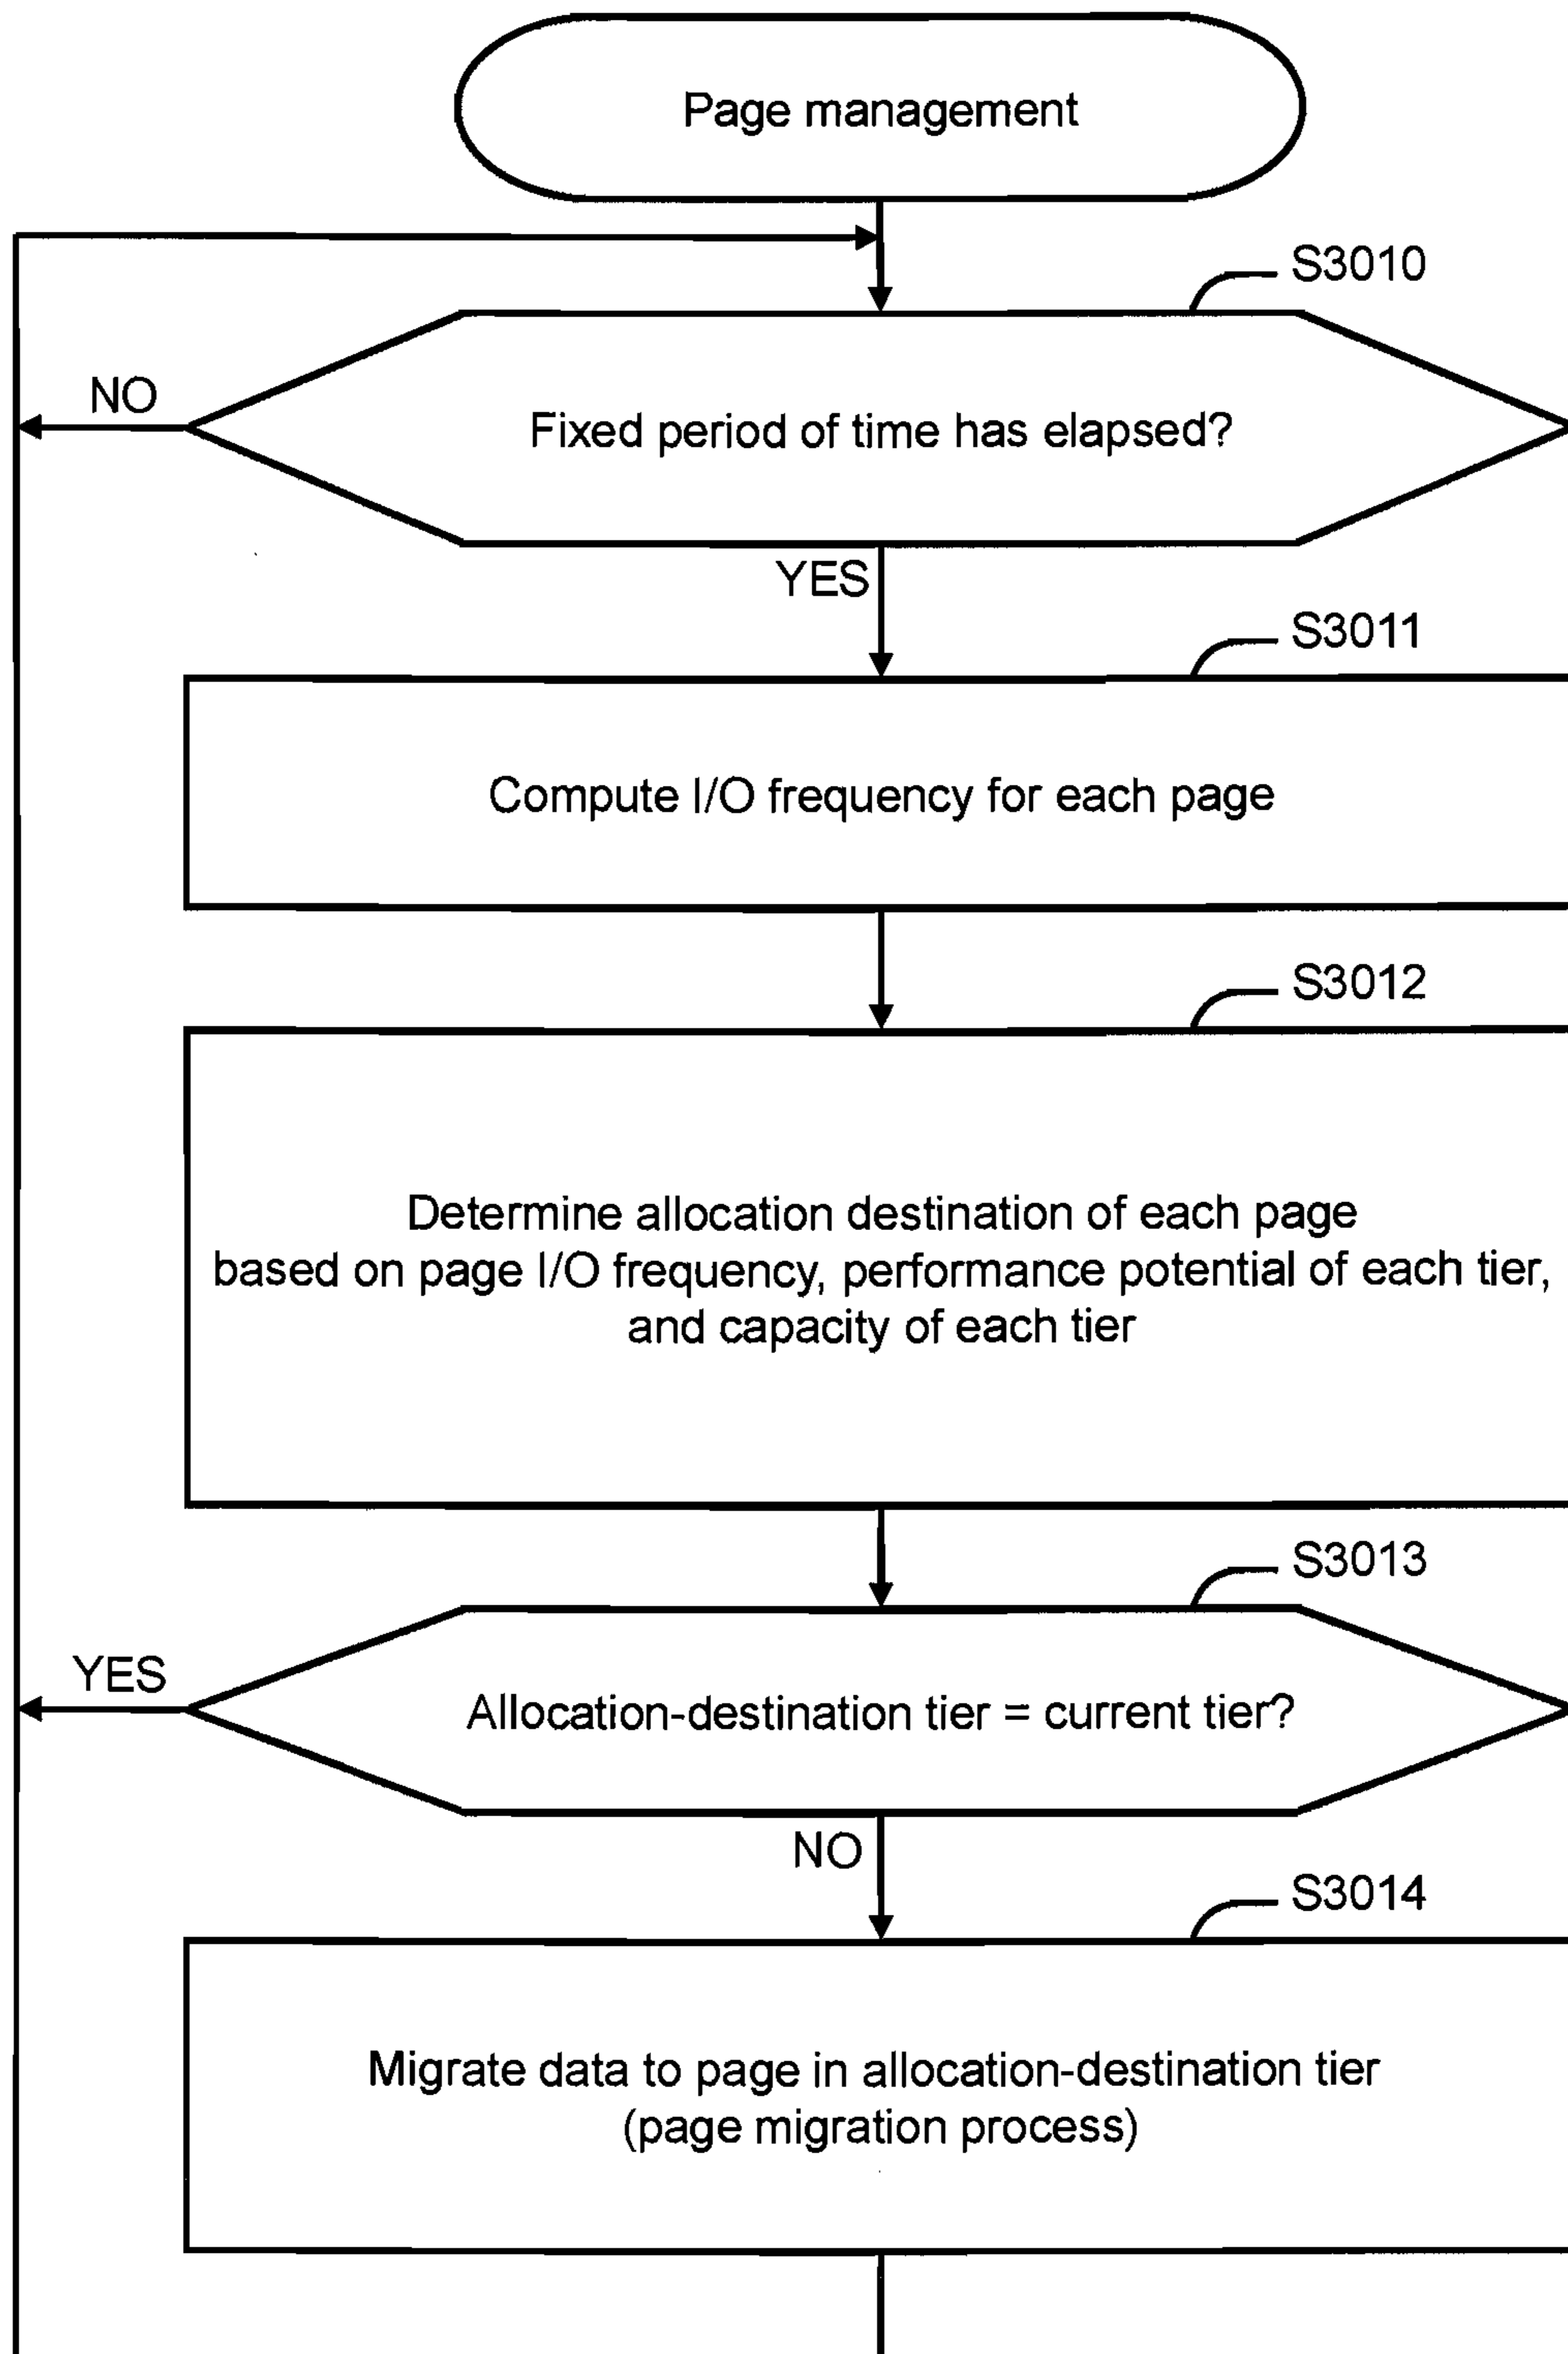 Page management
S3010
NO
Fixed period of time has elapsed?
YES
S3011
Compute I/O frequency for each page
S3012
Determine allocation destination of each page
based on page I/O frequency, performance potential of each tier,
and capacity of each tier
S3013
YES
Allocation-destination tier = current tier?
NO
S3014
Migrate data to page in allocation-destination tier
(page migration process)